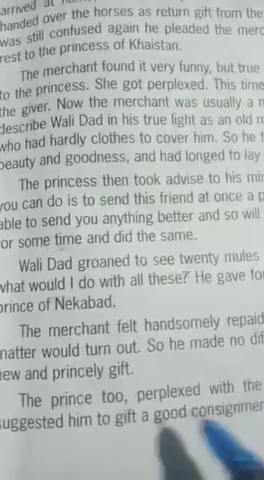 arrived at
handed over the horses as return gift from the
was still confused again he pleaded the merc
rest to the princess of Khaistan.
The merchant found it very funny, but true
to the princess. She got perplexed. This time
the giver. Now the merchant was usually a m
describe Wali Dad in his true light as an old m
who had hardly clothes to cover him. So he t
beauty and goodness, and had longed to lay
The princess then took advise to his mi
you can do is to send this friend at once a p
able to send you anything better and so will
or some time and did the same.
Wali Dad groaned to see twenty mules
what would I do with all these?' He gave fo
prince of Nekabad.
The merchant felt handsomely repaid
matter would turn out. So he made no dif
new and princely gift.
The prince too, perplexed with the
suggested him to gift a good consignmen